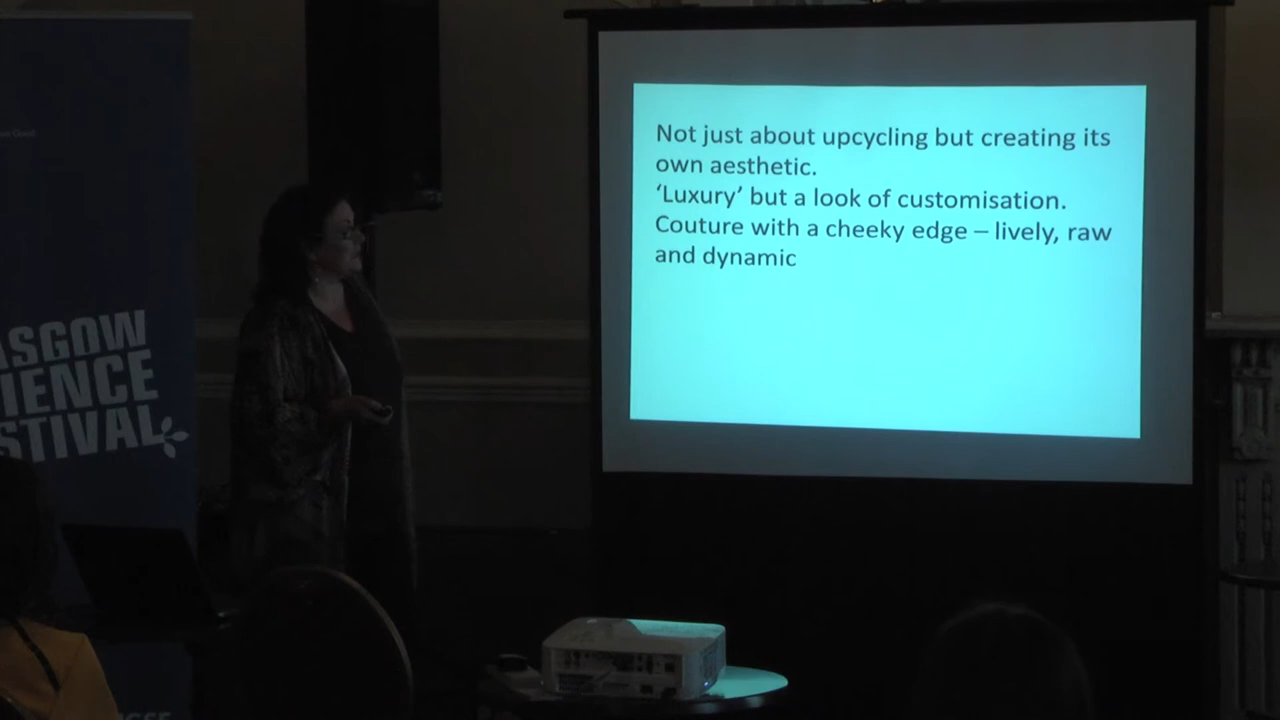 Not just about upcycling but creating its
own aesthetic.
‘Luxury’ but a look of customisation.
Couture with a cheeky edge – lively, raw
and dynamic
ASGOW
IENCE
STIVAL